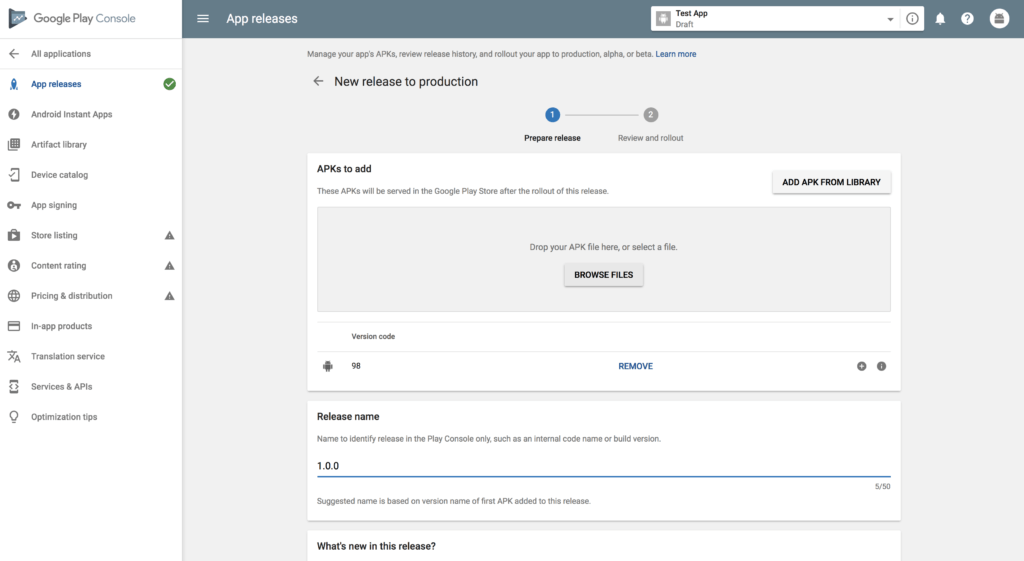 Google Play Console
App releases
Test App
Draft
All applications
App releases
Android Instant Apps
Artifact library
Device catalog
App signing
Store listing
Content rating
Pricing & distribution
In-app products
Translation service
Services & APIs
Optimization tips
Manage your app's APKs, review release history, and rollout your app to production, alpha, or beta. Learn more
New release to production
1
2
Prepare release
Review and rollout
APKs to add
These APKs will be served in the Google Play Store after the rollout of this release.
ADD APK FROM LIBRARY
Drop your APK file here, or select a file.
BROWSE FILES
Version code
98
REMOVE
Release name
Name to identify release in the Play Console only, such as an internal code name or build version.
1.0.0
5/50
Suggested name is based on version name of first APK added to this release.
What's new in this release?